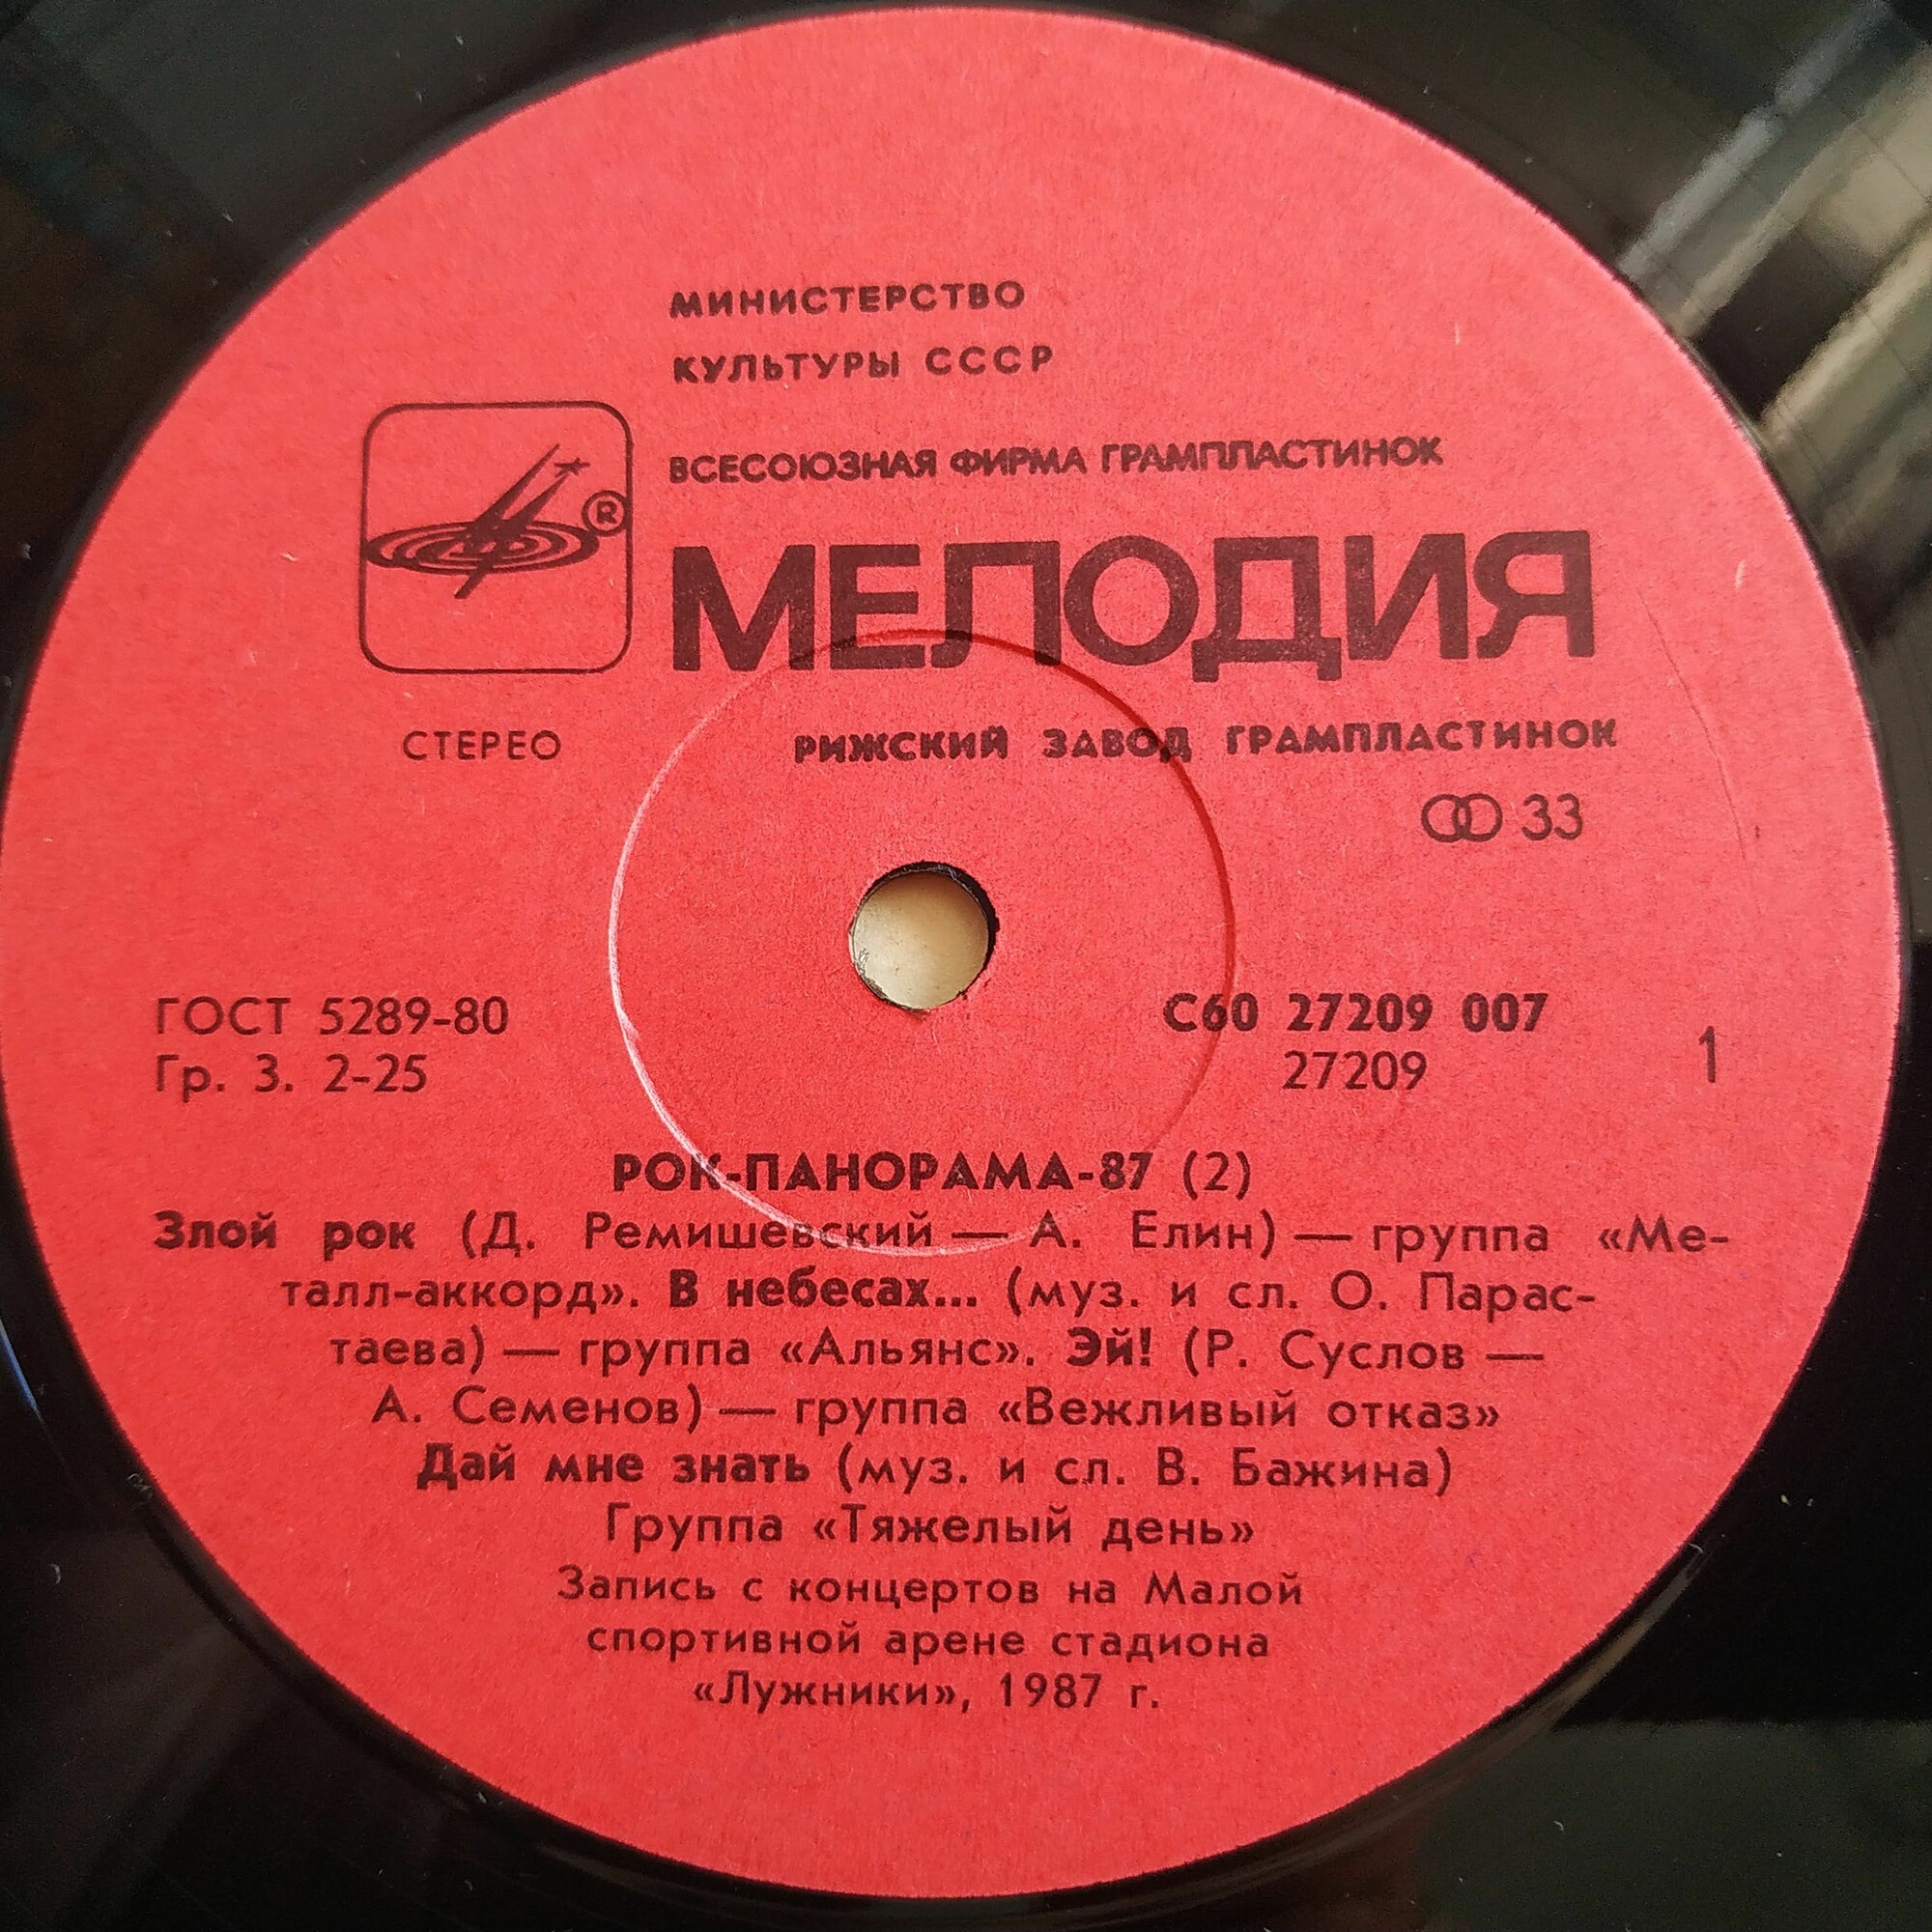 МИНИСТЕРСТВО
КУЛЬТУРЫ СССР
ВСЕСОЮЗНАЯ ФИРМА ГРАМПЛАСТИНОК
®
МЕЛОДИЯ
СТЕРЕО
РИЖСКИЙ ЗАВОД ГРАМПЛАСТИНОК
33
ГОСТ 5289-80
Гр. 3. 2-25
С60 27209 007
27209
1
РОК-ПАНОРАМА-87 (2)
Злой рок (Д. Ремишевский — А. Елин) — группа «Ме-
талл-аккорд». В небесах... (муз. и сл. О. Парас-
таева) — группа «Альянс». Эй! (Р. Суслов —
А. Семенов) — группа «Вежливый отказ»
Дай мне знать (муз. и сл. В. Бажина)
Группа «Тяжелый день»
Запись с концертов на Малой
спортивной арене стадиона
«Лужники», 1987 г.